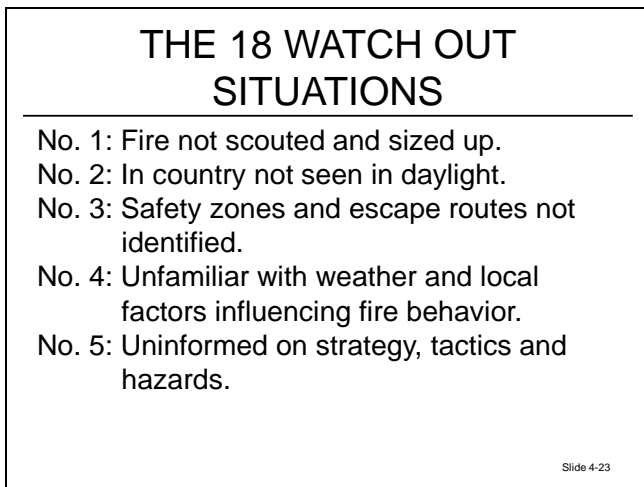 THE 18 WATCH OUT
SITUATIONS
No. 1: Fire not scouted and sized up.
No. 2: In country not seen in daylight.
No. 3: Safety zones and escape routes not
identified.
No. 4: Unfamiliar with weather and local
factors influencing fire behavior.
No. 5: Uninformed on strategy, tactics and
hazards.
Slide 4-23